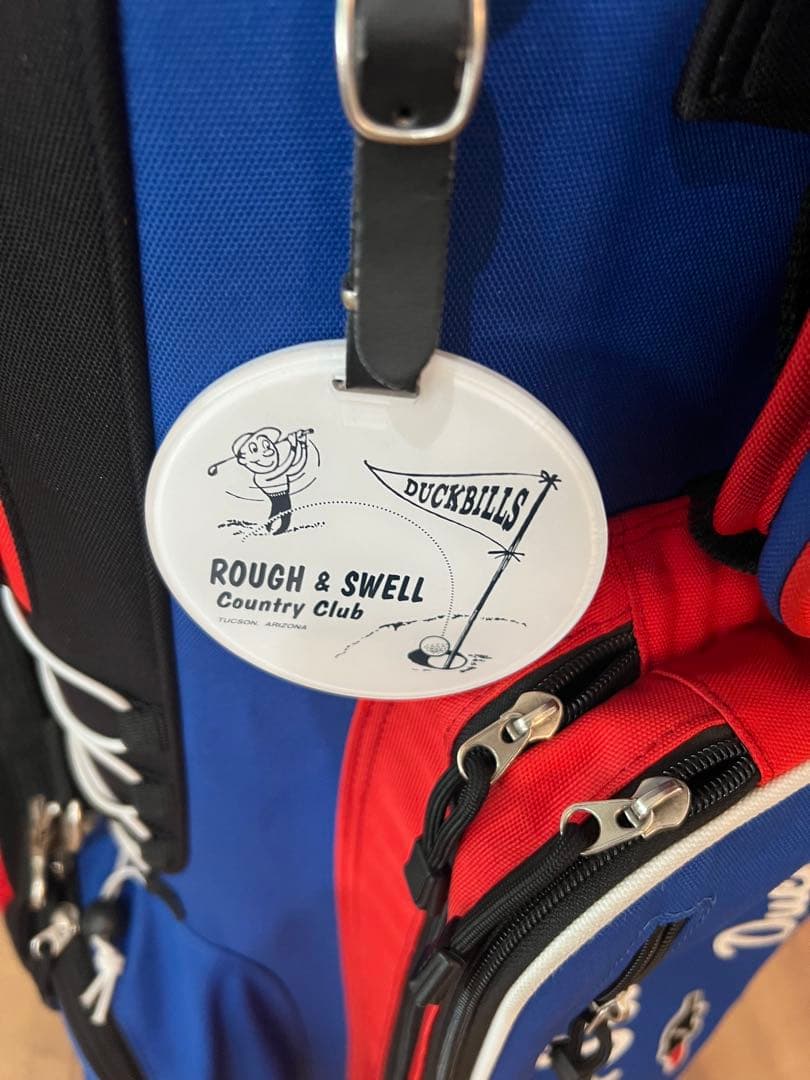 DUCKBILLS
ROUGH & SWELL
Country Club
TUCSON, ARIZONA